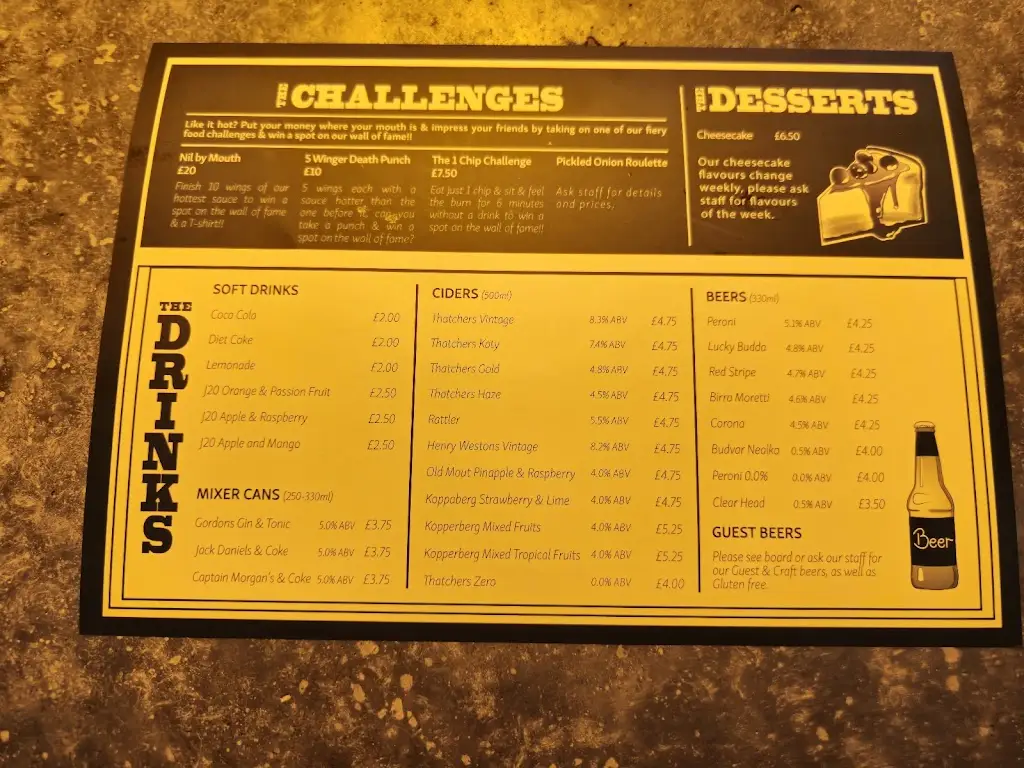 THE CHALLENGES
Like it hot? Put your money where your mouth is & impress your friends by taking on one of our fiery
food challenges & win a spot on our wall of fame!!
Nil by Mouth
£20
Finish 10 wings of our
hottest sauce to win a
spot on the wall of fame
& a T-shirt!!
5 Winger Death Punch
£10
5 wings each with a
sauce hotter than the
one before it, can you
take a punch & win a
spot on the wall of fame?
The 1 Chip Challenge
£7.50
Eat just 1 chip & sit & feel
the burn for 6 minutes
without a drink to win a
spot on the wall of fame!!
Pickled Onion Roulette
Ask staff for details
and prices.
THE DESSERTS
Cheesecake £6.50
Our cheesecake
flavours change
weekly, please ask
staff for flavours
of the week.
THE
DRINKS
SOFT DRINKS
Coca Cola £2.00
Diet Coke £2.00
Lemonade £2.00
J20 Orange & Passion Fruit £2.50
J20 Apple & Raspberry £2.50
J20 Apple and Mango £2.50
MIXER CANS (250-330ml)
Gordons Gin & Tonic 5.0% ABV £3.75
Jack Daniels & Coke 5.0% ABV £3.75
Captain Morgan's & Coke 5.0% ABV £3.75
CIDERS (500ml)
Thatchers Vintage 8.3% ABV £4.75
Thatchers Katy 7.4% ABV £4.75
Thatchers Gold 4.8% ABV £4.75
Thatchers Haze 4.5% ABV £4.75
Rattler 5.5% ABV £4.75
Henry Westons Vintage 8.2% ABV £4.75
Old Mout Pinapple & Raspberry 4.0% ABV £4.75
Koppaberg Strawberry & Lime 4.0% ABV £4.75
Kopperberg Mixed Fruits 4.0% ABV £5.25
Kopperberg Mixed Tropical Fruits 4.0% ABV £5.25
Thatchers Zero 0.0% ABV £4.00
BEERS (330ml)
Peroni 5.1% ABV £4.25
Lucky Budda 4.8% ABV £4.25
Red Stripe 4.7% ABV £4.25
Birra Moretti 4.6% ABV £4.25
Corona 4.5% ABV £4.25
Budvar Nealko 0.5% ABV £4.00
Peroni 0.0% 0.0% ABV £4.00
Clear Head 0.5% ABV £3.50
GUEST BEERS
Please see board or ask our staff for
our Guest & Craft beers, as well as
Gluten free.
Beer